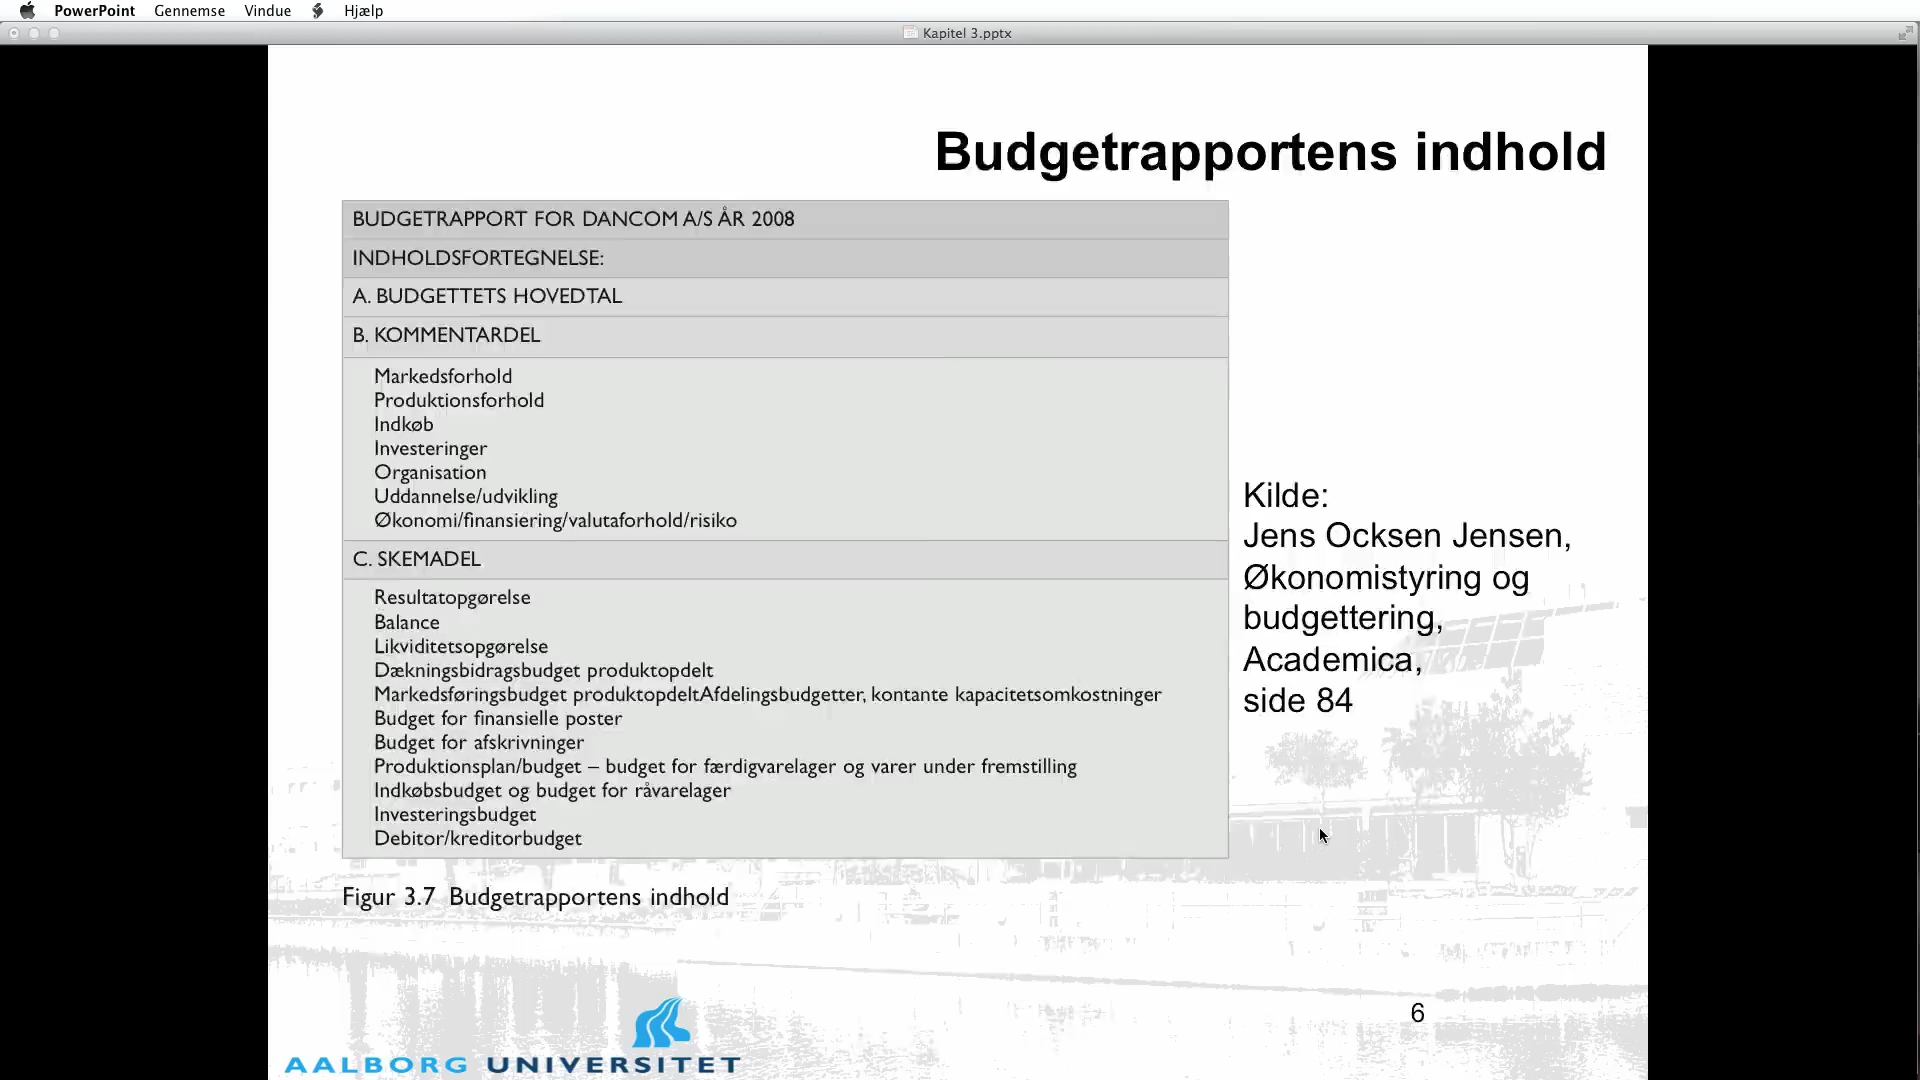 PowerPoint Gennemse Vindue Hjælp
Kapitel 3.pptx
Budgetrapportens indhold
BUDGETRAPPORT FOR DANCOM A/S ÅR 2008
INDHOLDSFORTEGNELSE:
A. BUDGETTETS HOVEDTAL
B. KOMMENTARDEL
Markedsforhold
Produktionsforhold
Indkøb
Investeringer
Organisation
Uddannelse/udvikling
Økonomi/finansiering/valutaforhold/risiko
C. SKEMADEL
Resultatopgørelse
Balance
Likviditetsopgørelse
Dækningsbidragsbudget produktopdelt
Markedsføringsbudget produktopdeltAfdelingsbudgetter, kontante kapacitetsomkostninger
Budget for finansielle poster
Budget for afskrivninger
Produktionsplan/budget – budget for færdigvarelager og varer under fremstilling
Indkøbsbudget og budget for råvarelager
Investeringsbudget
Debitor/kreditorbudget
Figur 3.7 Budgetrapportens indhold
Kilde:
Jens Ocksen Jensen,
Økonomistyring og
budgettering,
Academica,
side 84
6
AALBORG UNIVERSITET